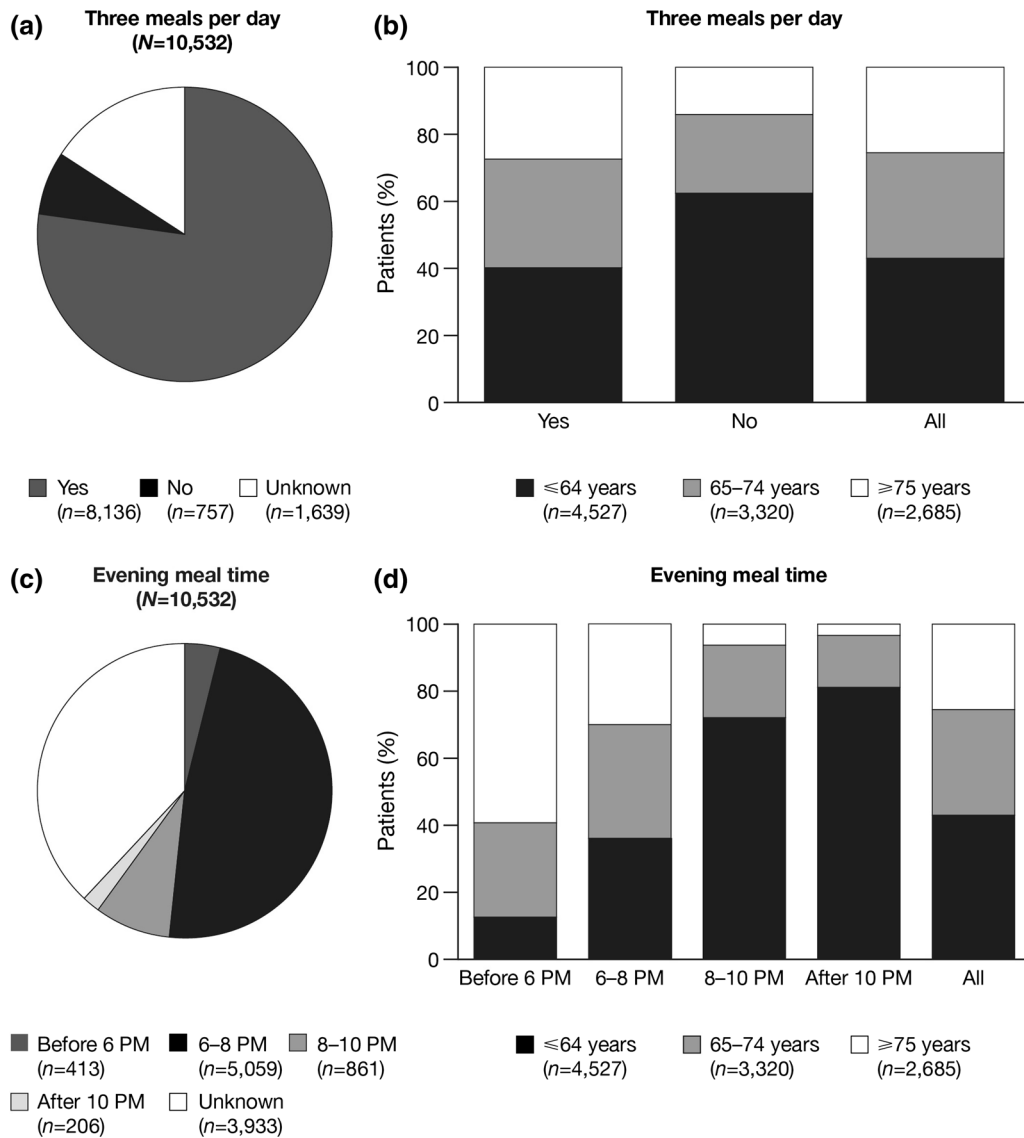 (a)
Three meals per day
(N=10,532)
Yes
(n=8,136)
No
(n=757)
Unknown
(n=1,639)
(b)
Three meals per day
Patients (%)
100
80
60
40
20
0
Yes
No
All
≤64 years
(n=4,527)
65–74 years
(n=3,320)
≥75 years
(n=2,685)
(c)
Evening meal time
(N=10,532)
Before 6 PM
(n=413)
6–8 PM
(n=5,059)
8–10 PM
(n=861)
After 10 PM
(n=206)
Unknown
(n=3,933)
(d)
Evening meal time
Patients (%)
100
80
60
40
20
0
Before 6 PM
6–8 PM
8–10 PM
After 10 PM
All
≤64 years
(n=4,527)
65–74 years
(n=3,320)
≥75 years
(n=2,685)